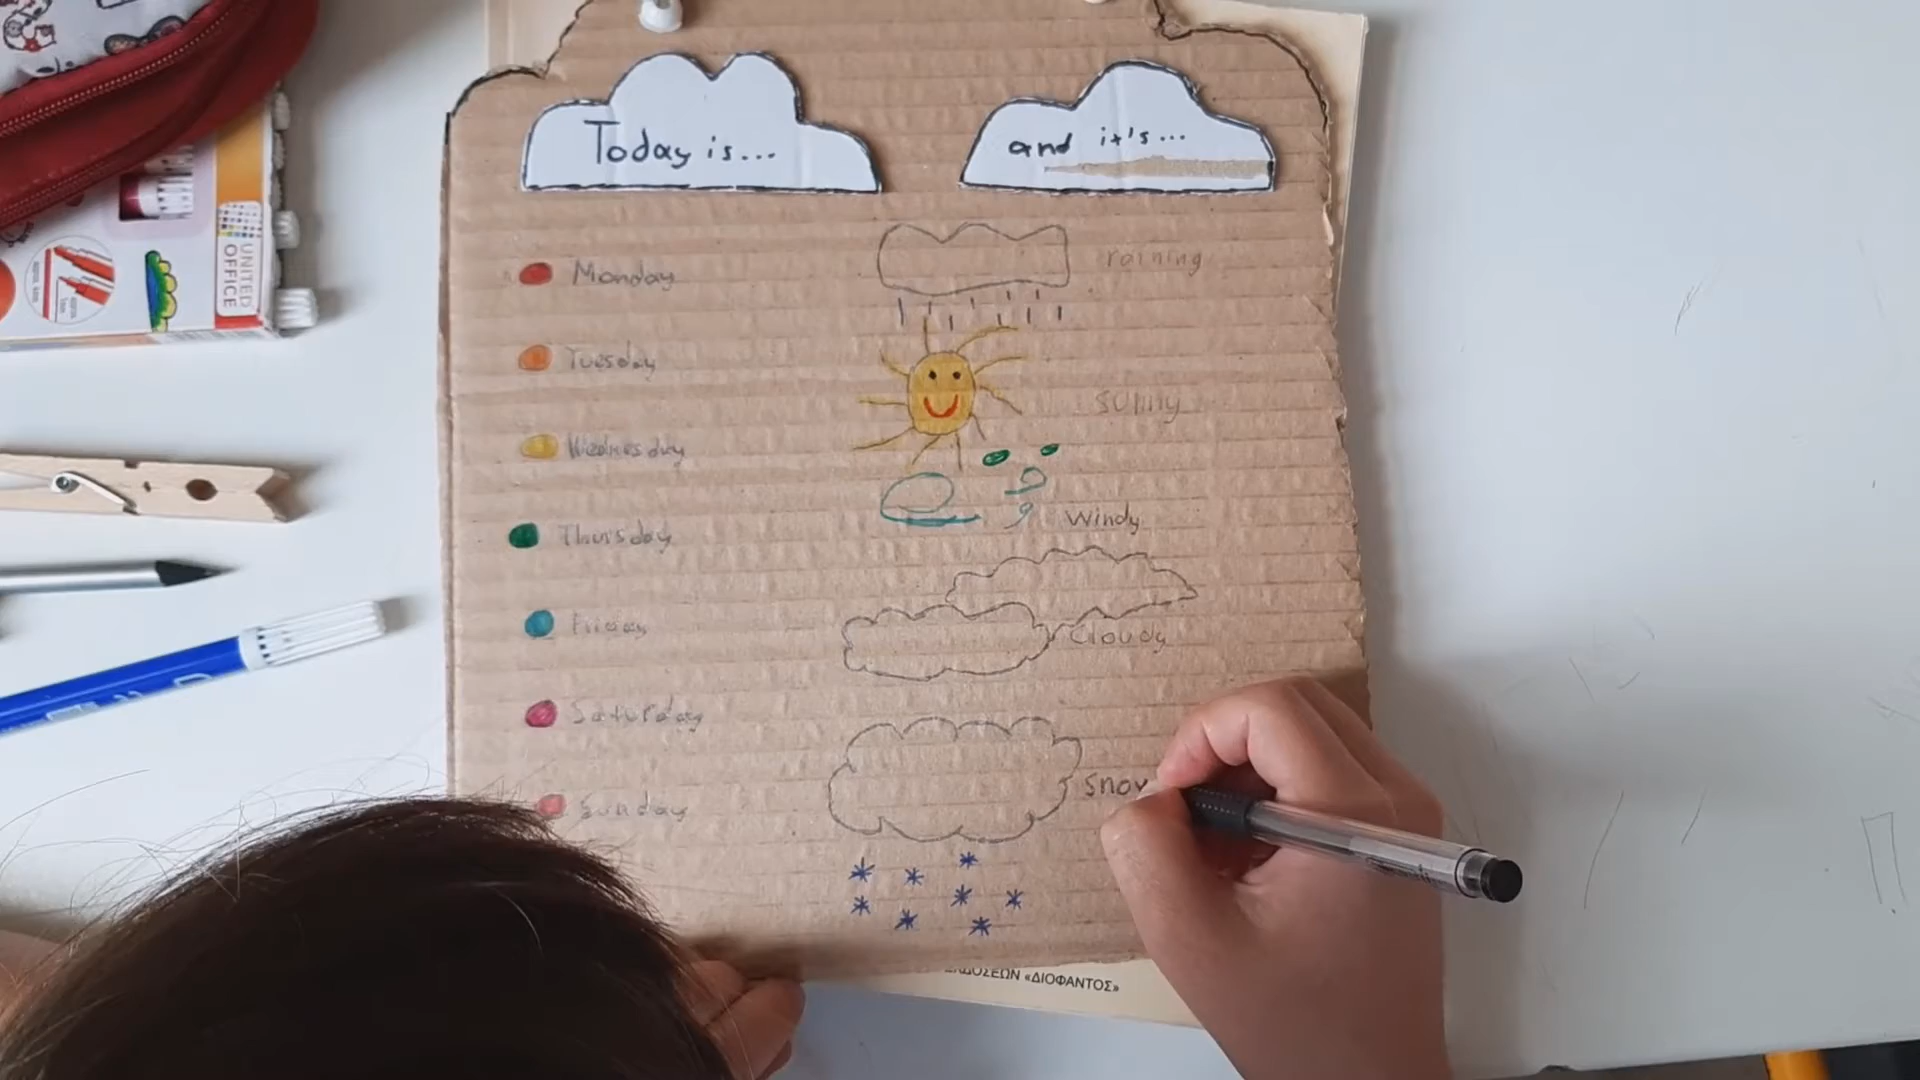 Today is...
and it's...
UNITED
OFFICE
Monday
raining
Tuesday
sunny
Wednesday
Windy
Thursday
Cloudy
Friday
Saturday
Snow
Sunday
«ΔΙΟΦΑΝΤΟΣ»